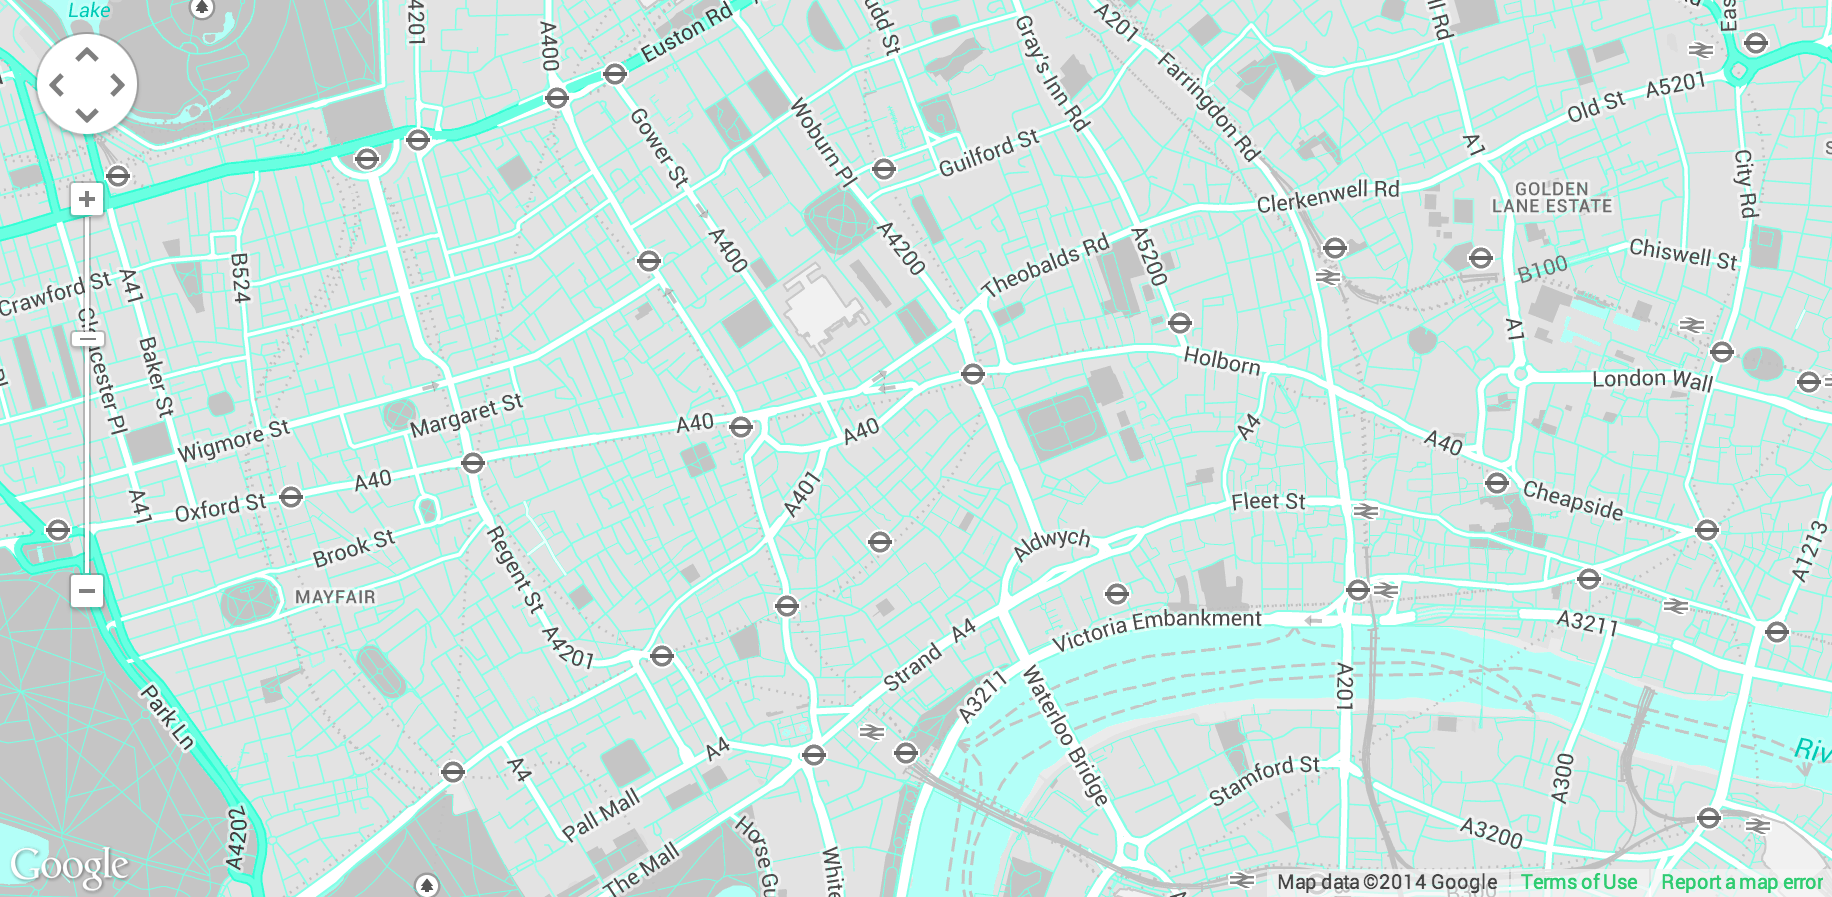 Lake
A4201
A400
Euston Rd
Gray's Inn Rd
A201
Farringdon Rd
A5201
Old St
A1
City Rd
Gower St
Woburn Pl
Guilford St
Clerkenwell Rd
GOLDEN
LANE ESTATE
Chiswell St
B100
A400
A4200
Theobalds Rd
A5200
B524
Crawford St
A41
Baker St
A1
Holborn
London Wall
Margaret St
Wigmore St
A40
A40
A4
A40
A40
Oxford St
A41
A401
Fleet St
Cheapside
Brook St
Regent St
Aldwych
A1213
MAYFAIR
A4201
Strand
A4
Victoria Embankment
A3211
A3211
Waterloo Bridge
A201
Park Ln
A4
A4
Pall Mall
The Mall
Stamford St
A300
A3200
A4202
Google
Map data ©2014 Google
Terms of Use
Report a map error